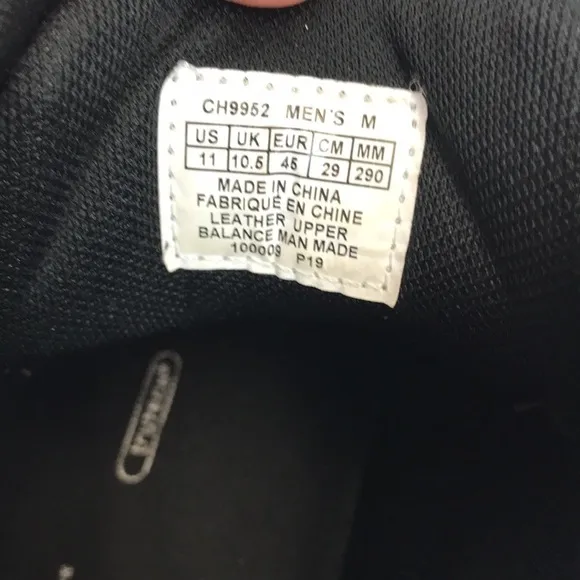 CH9952 MEN'S M
US UK EUR CM MM
11 10.5 45 29 290
MADE IN CHINA
FABRIQUÉ EN CHINE
LEATHER UPPER
BALANCE MAN MADE
100009 P19